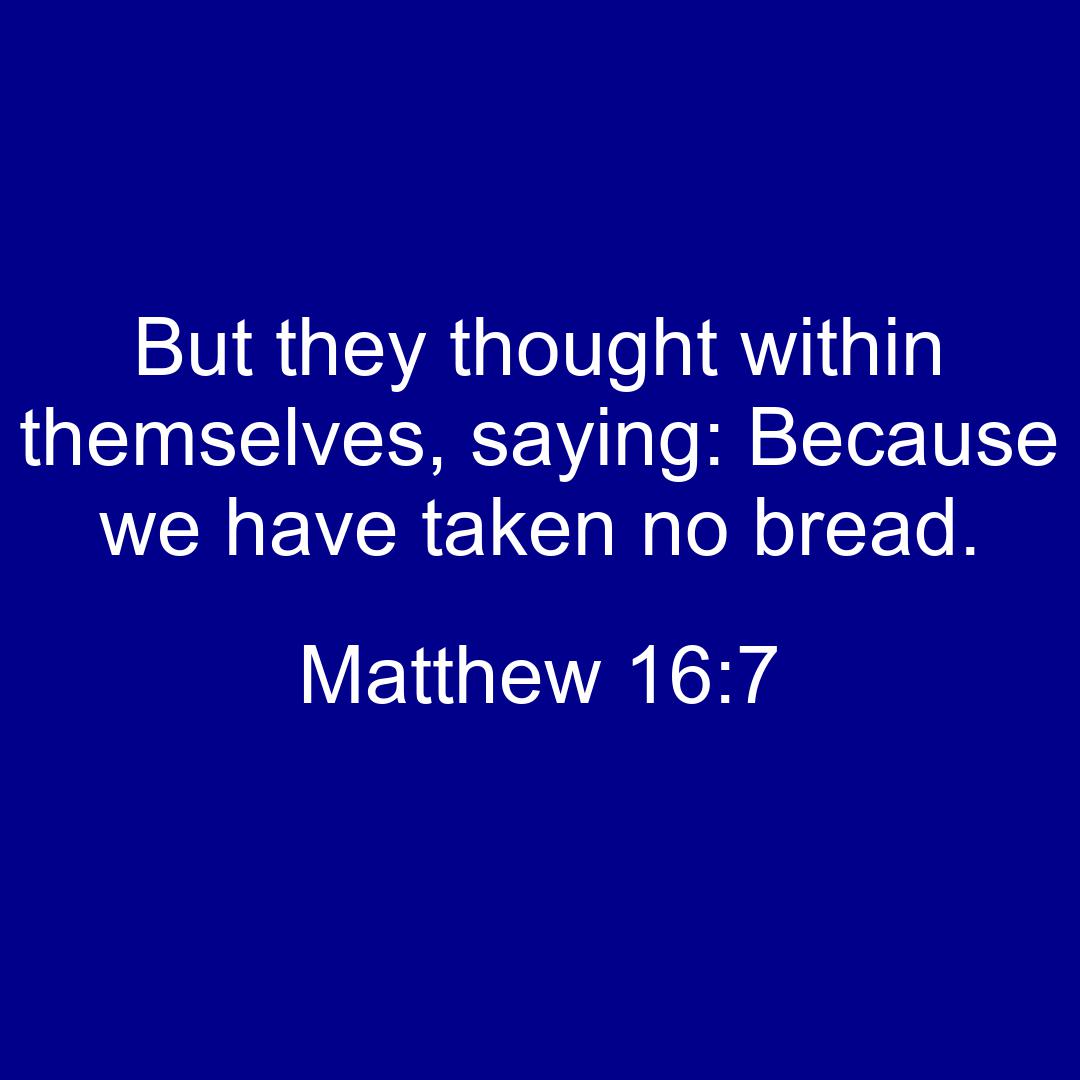 But they thought within
themselves, saying: Because
we have taken no bread.
Matthew 16:7